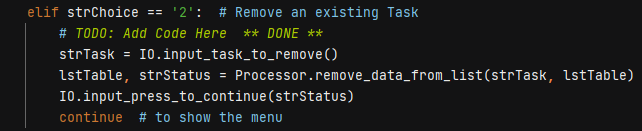 elif strChoice == '2':  # Remove an existing Task
    # TODO: Add Code Here  ** DONE **
    strTask = IO.input_task_to_remove()
    lstTable, strStatus = Processor.remove_data_from_list(strTask, lstTable)
    IO.input_press_to_continue(strStatus)
    continue  # to show the menu